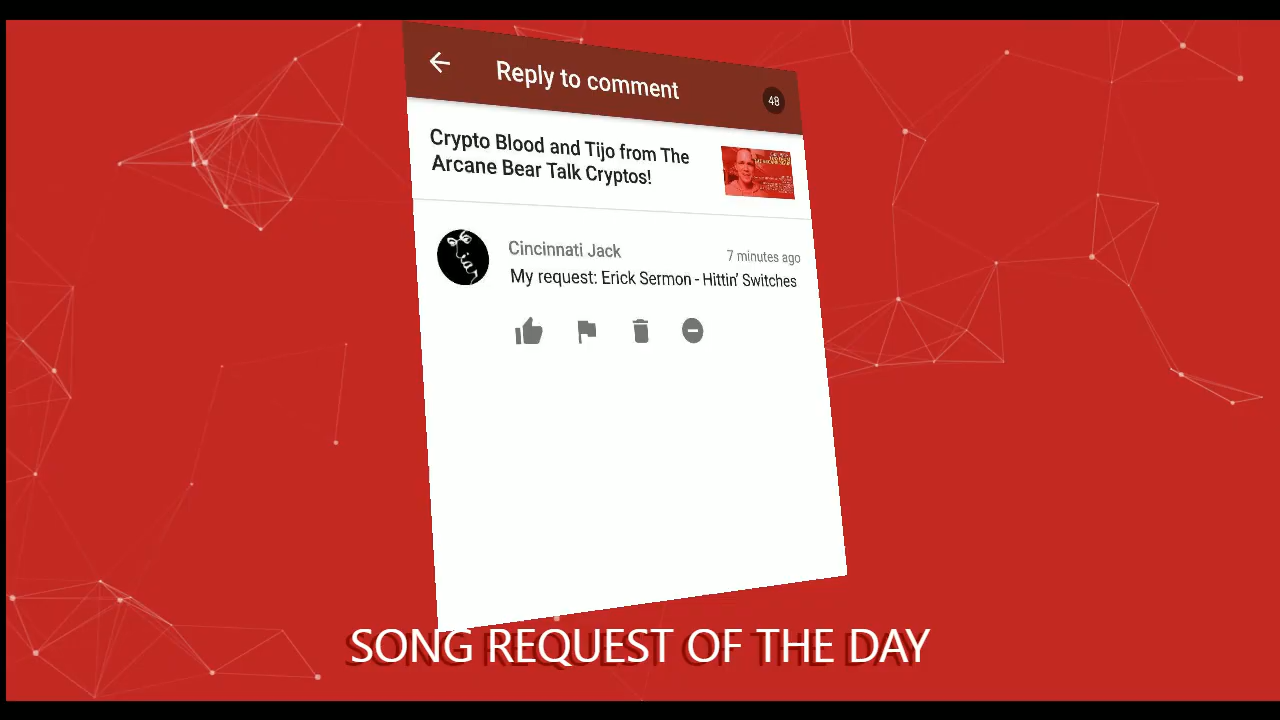 Reply to comment
48
Crypto Blood and Tijo from The
Arcane Bear Talk Cryptos!
Cincinnati Jack
7 minutes ago
My request: Erick Sermon - Hittin' Switches
Liar
SONG REQUEST OF THE DAY